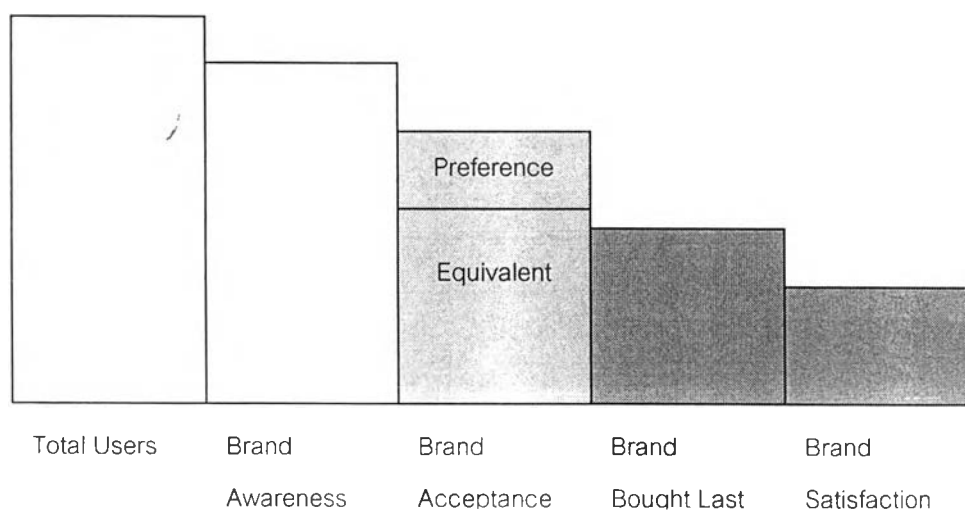 Preference
Equivalent
Total Users
Brand
Awareness
Brand
Acceptance
Brand
Bought Last
Brand
Satisfaction